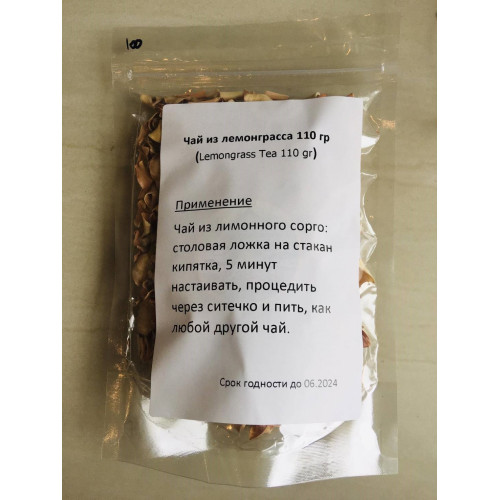 100
Чай из лемонграсса 110 гр
(Lemongrass Tea 110 gr)
Применение
Чай из лимонного сорго:
столовая ложка на стакан
кипятка, 5 минут
настаивать, процедить
через ситечко и пить, как
любой другой чай.
Срок годности до 06.2024